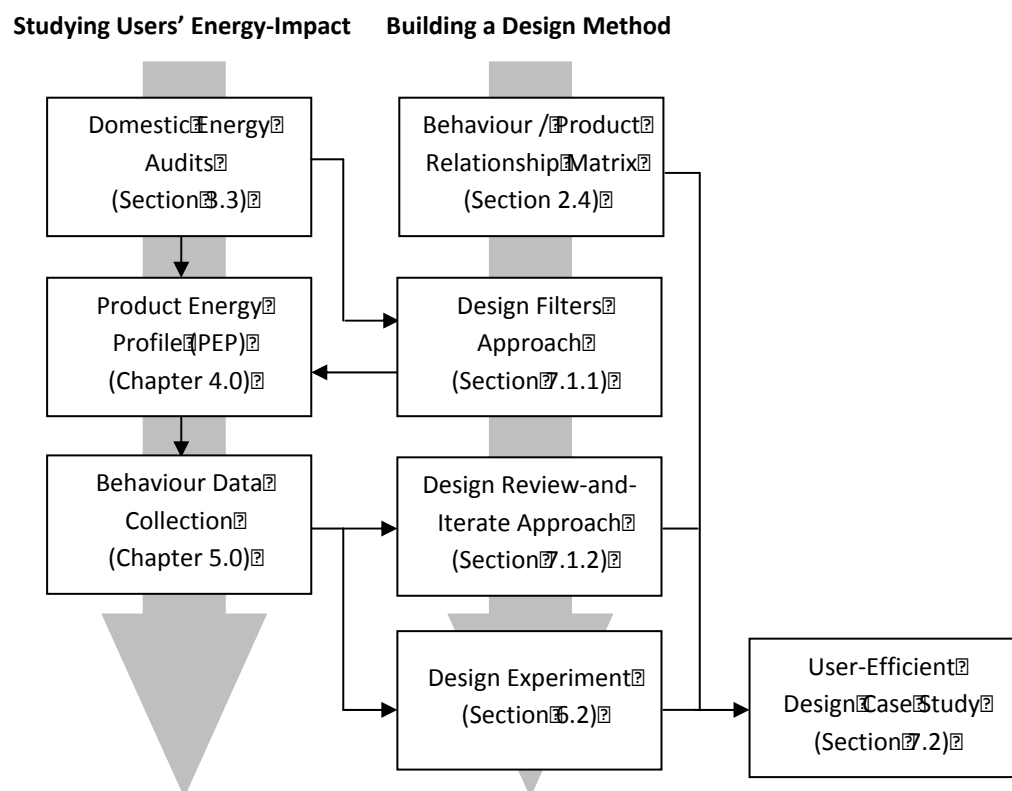 Studying Users' Energy-Impact
Building a Design Method
Domestic Energy
Audits
(Section 3.3)
Behaviour / Product
Relationship Matrix
(Section 2.4)
Product Energy
Profile (PEP)
(Chapter 4.0)
Design Filters
Approach
(Section 7.1.1)
Behaviour Data
Collection
(Chapter 5.0)
Design Review-and-
Iterate Approach
(Section 7.1.2)
Design Experiment
(Section 6.2)
User-Efficient
Design Case Study
(Section 7.2)